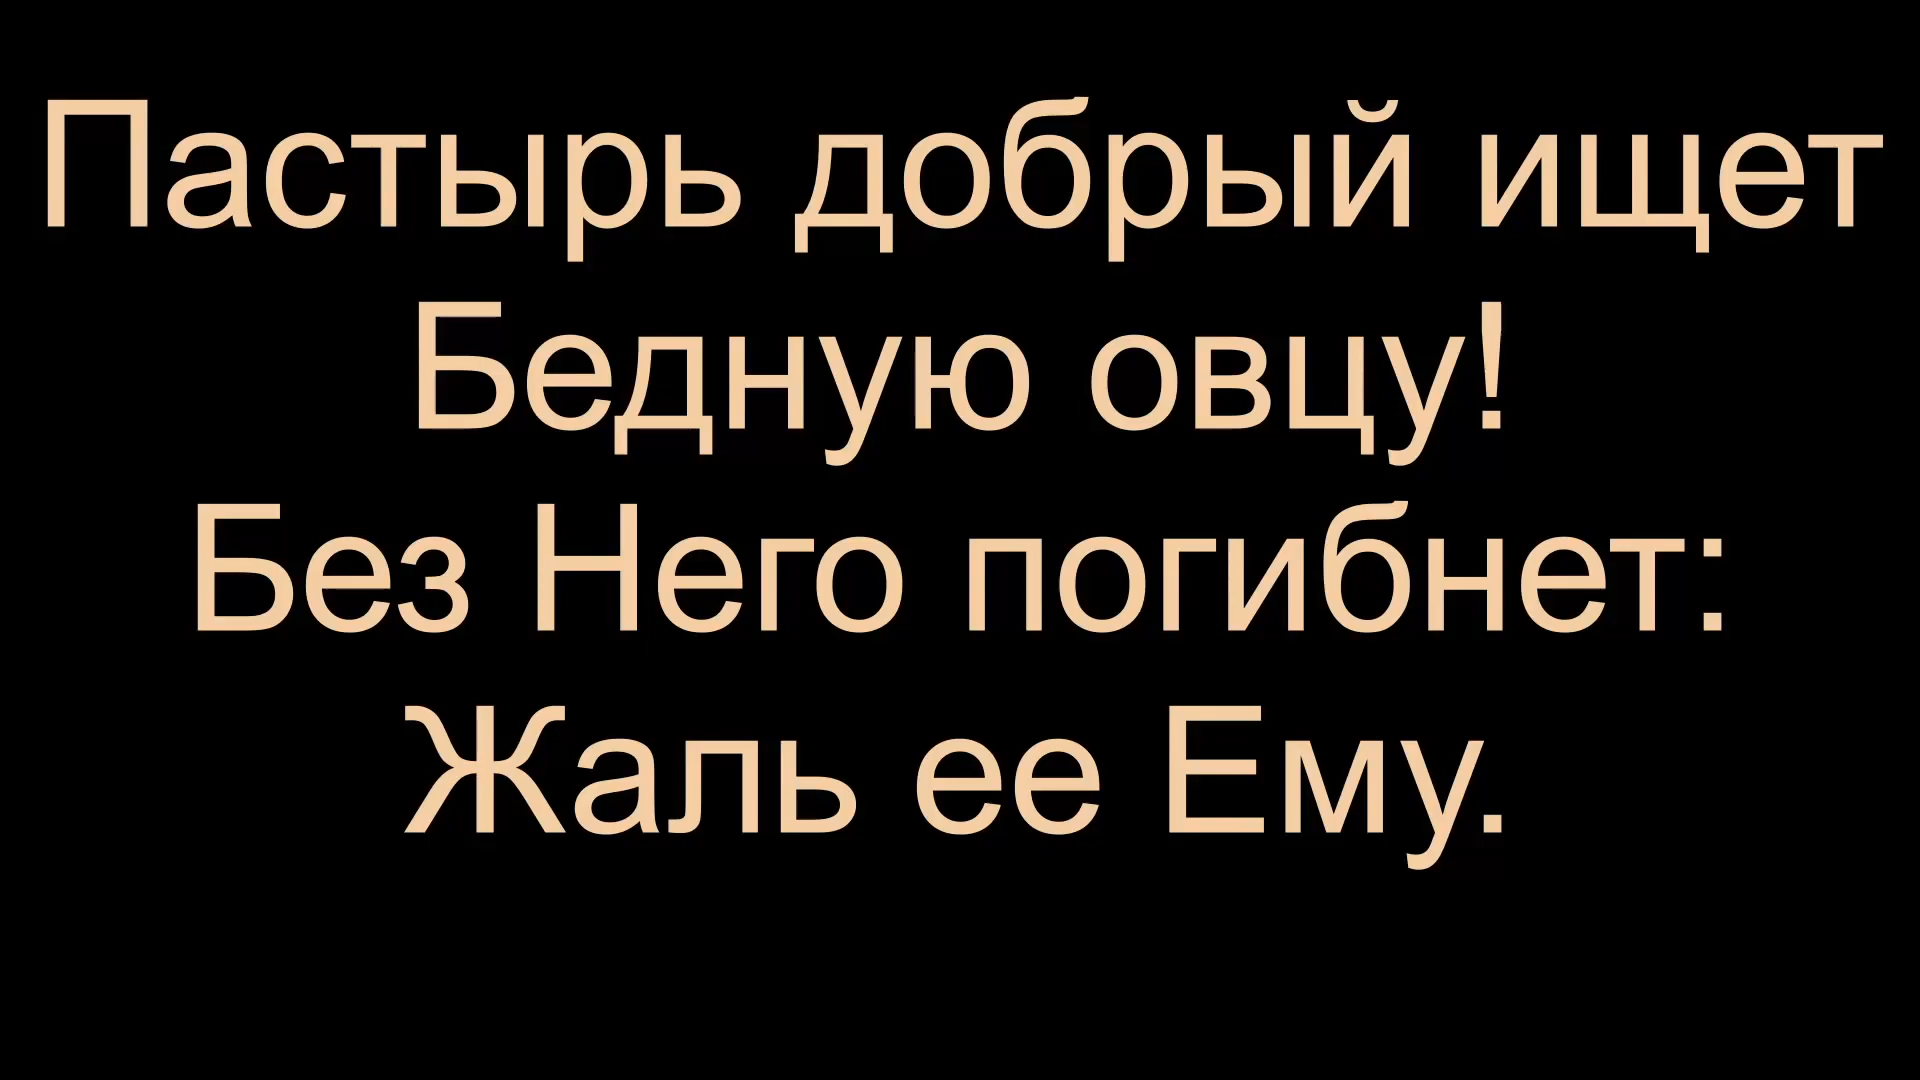 Пастырь добрый ищет
Бедную овцу!
Без Него погибнет:
Жаль ее Ему.